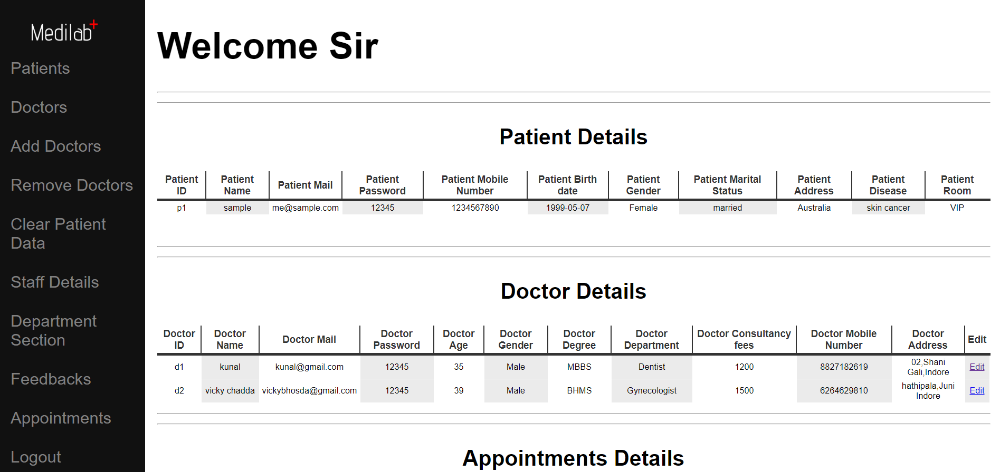 Medilab+
Patients
Doctors
Add Doctors
Remove Doctors
Clear Patient
Data
Staff Details
Department
Section
Feedbacks
Appointments
Logout
Welcome Sir
Patient Details
Patient ID Patient Name Patient Mail Patient Password Patient Mobile Number Patient Birth date Patient Gender Patient Marital Status Patient Address Patient Disease Patient Room
p1 sample me@sample.com 12345 1234567890 1999-05-07 Female married Australia skin cancer VIP
Doctor Details
Doctor ID Doctor Name Doctor Mail Doctor Password Doctor Age Doctor Gender Doctor Degree Doctor Department Doctor Consultancy fees Doctor Mobile Number Doctor Address Edit
d1 kunal kunal@gmail.com 12345 35 Male MBBS Dentist 1200 8827182619 02,Shani Gali,Indore Edit
d2 vicky chadda vickybhosda@gmail.com 12345 39 Male BHMS Gynecologist 1500 6264629810 hathipala,Juni Indore Edit
Appointments Details